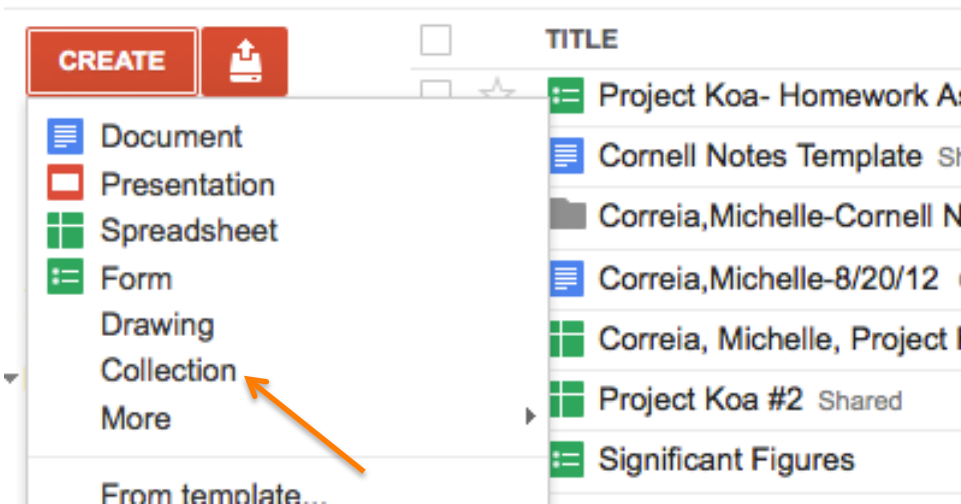 CREATE
TITLE
Document
Presentation
Spreadsheet
Form
Drawing
Collection
More
From template...
Project Koa- Homework
Cornell Notes Template
Correia,Michelle-Cornell
Correia,Michelle-8/20/12
Correia, Michelle, Project
Project Koa #2 Shared
Significant Figures